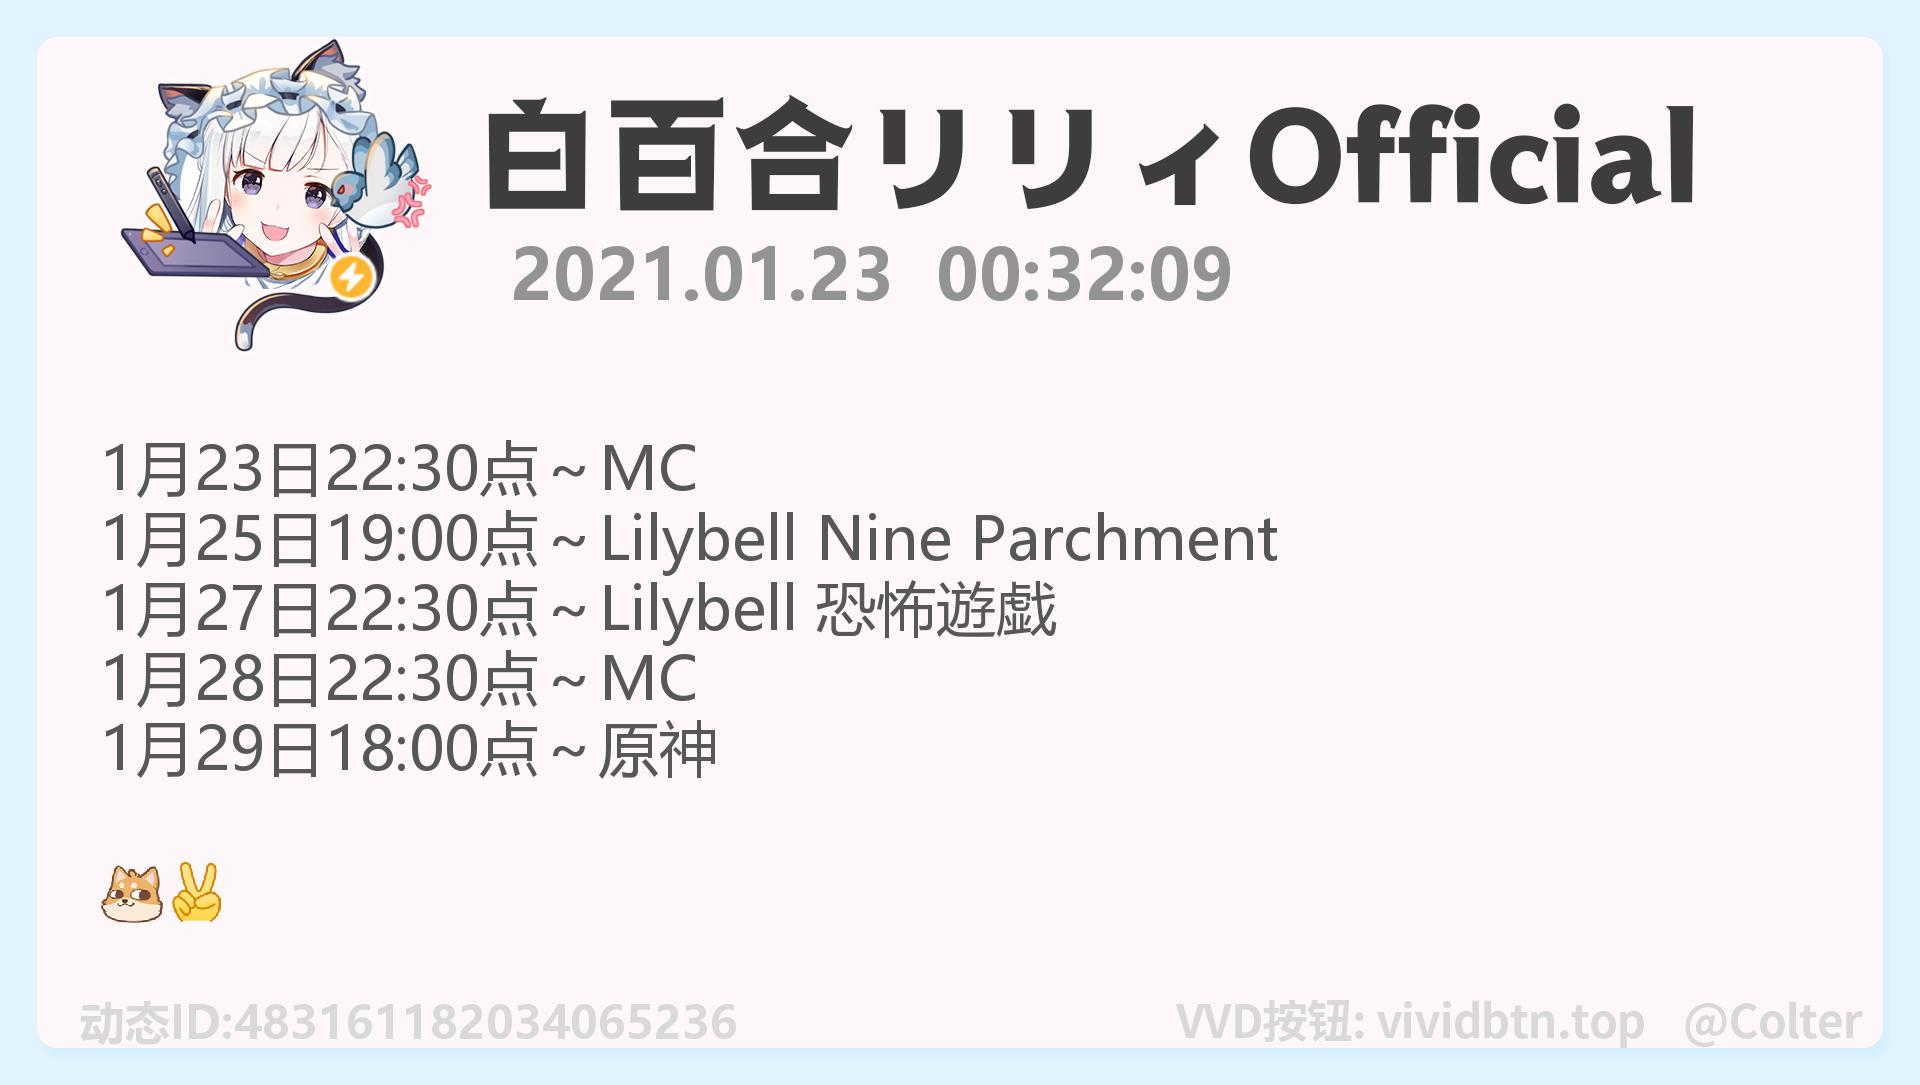 白百合リリィOfficial
2021.01.23 00:32:09
1月23日22:30点～MC
1月25日19:00点～Lilybell Nine Parchment
1月27日22:30点～Lilybell 恐怖遊戯
1月28日22:30点～MC
1月29日18:00点～原神
动态ID:483161182034065236
VVD按钮: vividbtn.top @Colter